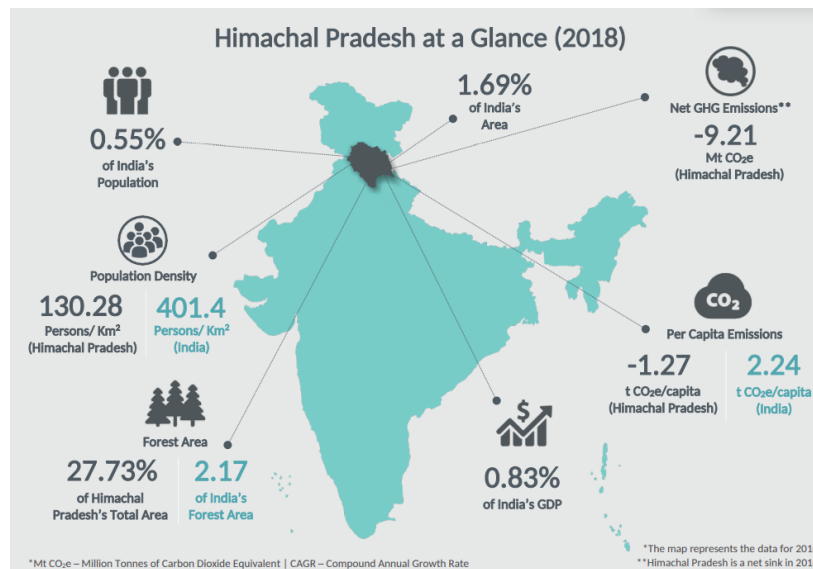 Himachal Pradesh at a Glance (2018)
0.55%
of India's
Population
1.69%
of India's
Area
Net GHG Emissions**
-9.21
Mt CO₂e
(Himachal Pradesh)
Population Density
130.28
Persons/ Km²
(Himachal Pradesh)
401.4
Persons/ Km²
(India)
CO₂
Per Capita Emissions
-1.27
t CO₂e/capita
(Himachal Pradesh)
2.24
t CO₂e/capita
(India)
Forest Area
27.73%
of Himachal
Pradesh's Total Area
2.17
of India's
Forest Area
$
0.83%
of India's GDP
*The map represents the data for 201
*Mt CO₂e – Million Tonnes of Carbon Dioxide Equivalent | CAGR – Compound Annual Growth Rate
**Himachal Pradesh is a net sink in 201